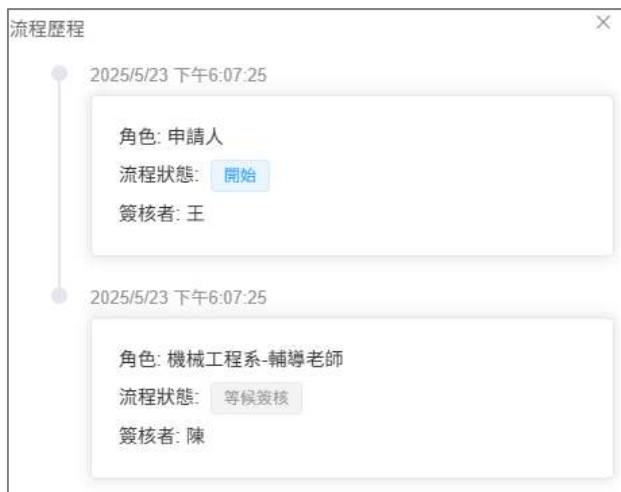 流程歷程
2025/5/23 下午6:07:25
角色: 申請人
流程狀態: 開始
簽核者: 王
2025/5/23 下午6:07:25
角色: 機械工程系-輔導老師
流程狀態: 等候簽核
簽核者: 陳